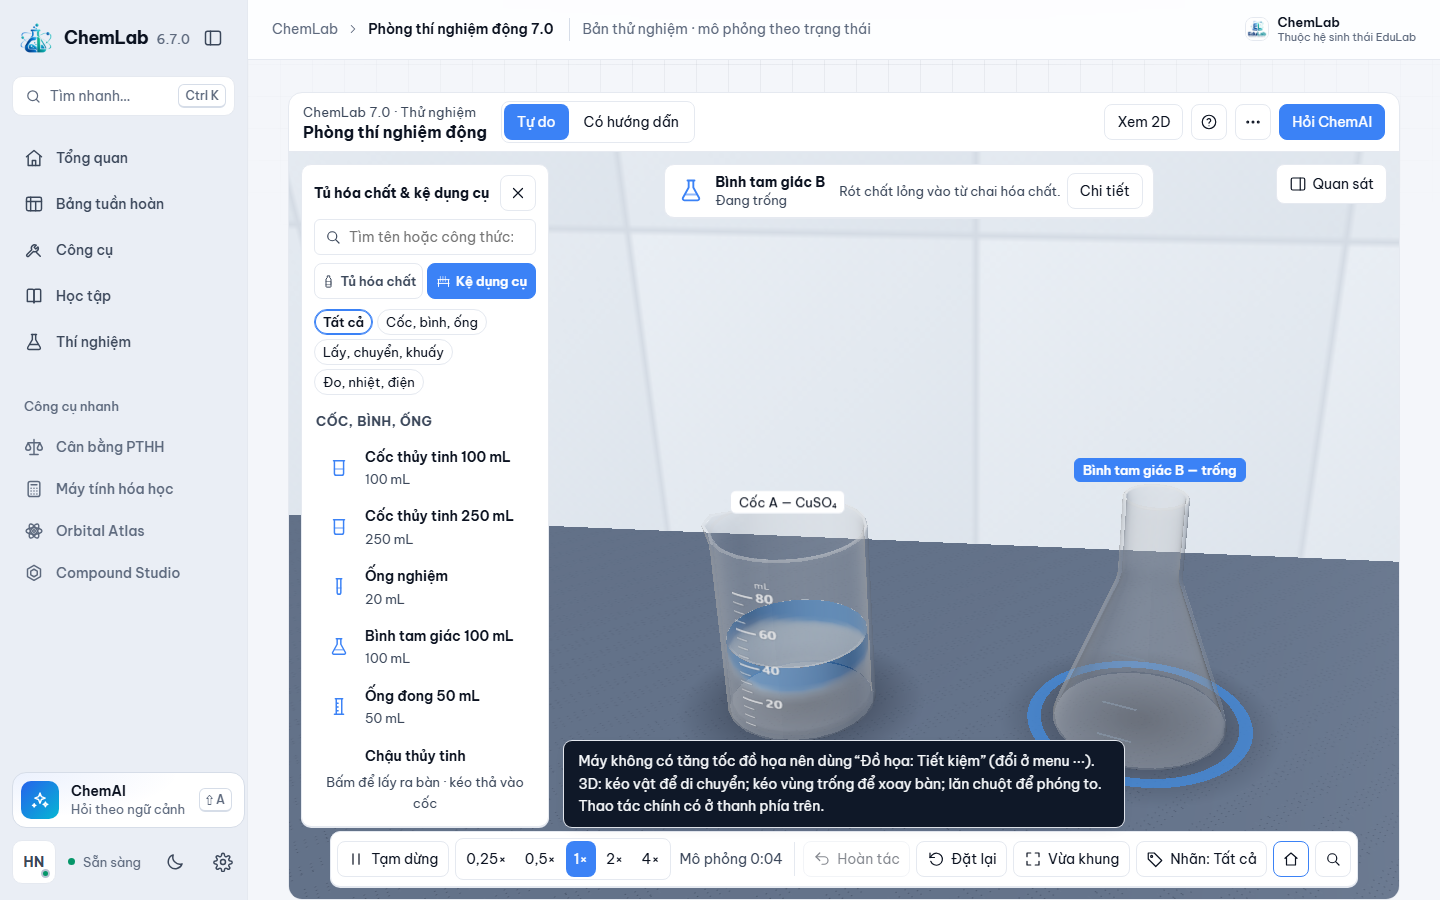 ChemLab 6.7.0
Tìm nhanh... Ctrl K
Tổng quan
Bảng tuần hoàn
Công cụ
Học tập
Thí nghiệm
Công cụ nhanh
Cân bằng PTHH
Máy tính hóa học
Orbital Atlas
Compound Studio
ChemAI
Hỏi theo ngữ cảnh
⇧ A
HN
Sẵn sàng
ChemLab › Phòng thí nghiệm động 7.0
Bản thử nghiệm · mô phỏng theo trạng thái
ChemLab
Thuộc hệ sinh thái EduLab
ChemLab 7.0 · Thử nghiệm
Phòng thí nghiệm động
Tự do
Có hướng dẫn
Xem 2D
Hỏi ChemAI
Tủ hóa chất & kệ dụng cụ
Tìm tên hoặc công thức:
Tủ hóa chất
Kệ dụng cụ
Tất cả
Cốc, bình, ống
Lấy, chuyển, khuấy
Đo, nhiệt, điện
CỐC, BÌNH, ỐNG
Cốc thủy tinh 100 mL
100 mL
Cốc thủy tinh 250 mL
250 mL
Ống nghiệm
20 mL
Bình tam giác 100 mL
100 mL
Ống đong 50 mL
50 mL
Chậu thủy tinh
Bấm để lấy ra bàn · kéo thả vào
cốc
Bình tam giác B
Đang trống
Rót chất lỏng vào từ chai hóa chất.
Chi tiết
Quan sát
Bình tam giác B — trống
Cốc A — CuSO₄
mL
80
60
40
20
Máy không có tăng tốc đồ họa nên dùng “Đồ họa: Tiết kiệm” (đổi ở menu ···).
3D: kéo vật để di chuyển; kéo vùng trống để xoay bàn; lăn chuột để phóng to.
Thao tác chính có ở thanh phía trên.
Tạm dừng
0,25×
0,5×
1×
2×
4×
Mô phỏng 0:04
Hoàn tác
Đặt lại
Vừa khung
Nhãn: Tất cả